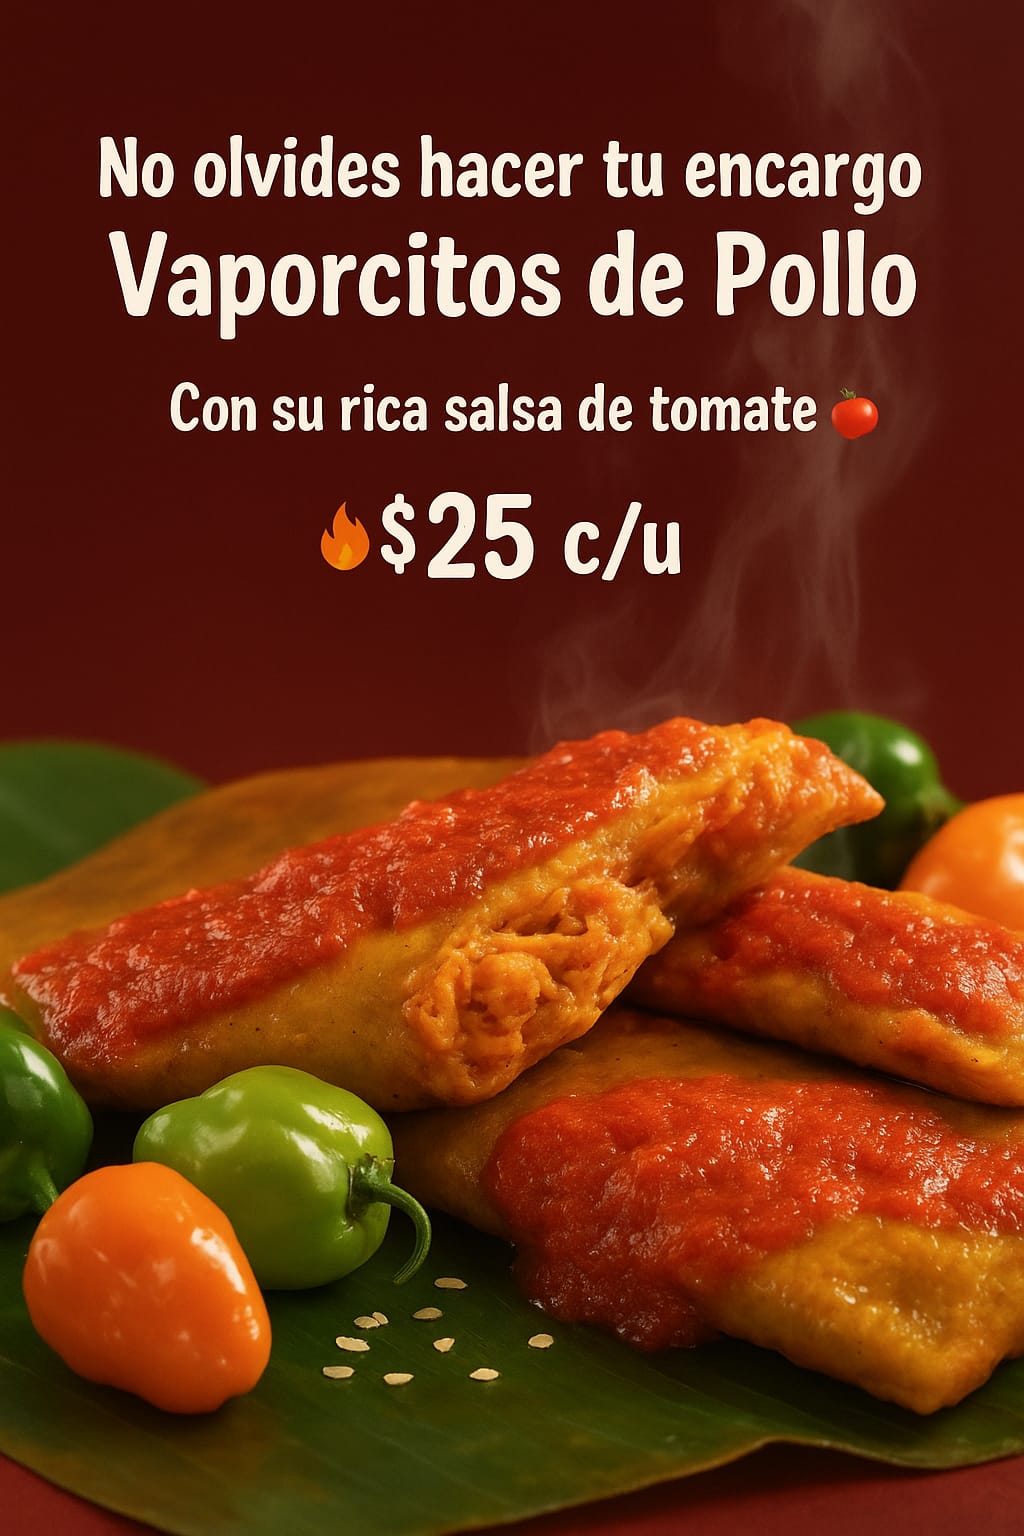 No olvides hacer tu encargo
Vaporcitos de Pollo
Con su rica salsa de tomate 🍅
🔥$25 c/u